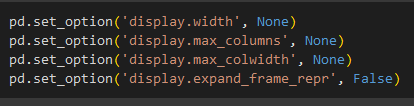 pd.set_option('display.width', None)
pd.set_option('display.max_columns', None)
pd.set_option('display.max_colwidth', None)
pd.set_option('display.expand_frame_repr', False)